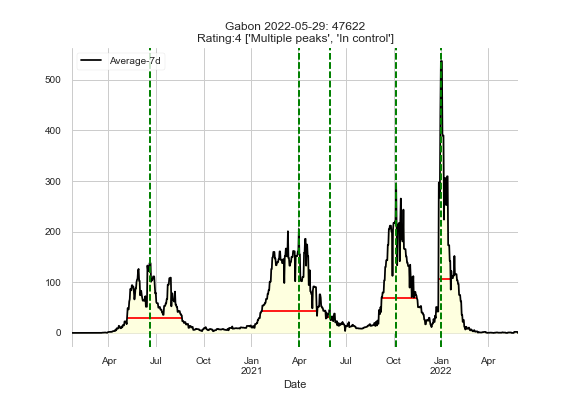 Gabon 2022-05-29: 47622
Rating:4 ['Multiple peaks', 'In control']
Average-7d
500
400
300
200
100
0
Apr Jul Oct Jan Apr Jul Oct Jan Apr
2021 2022
Date